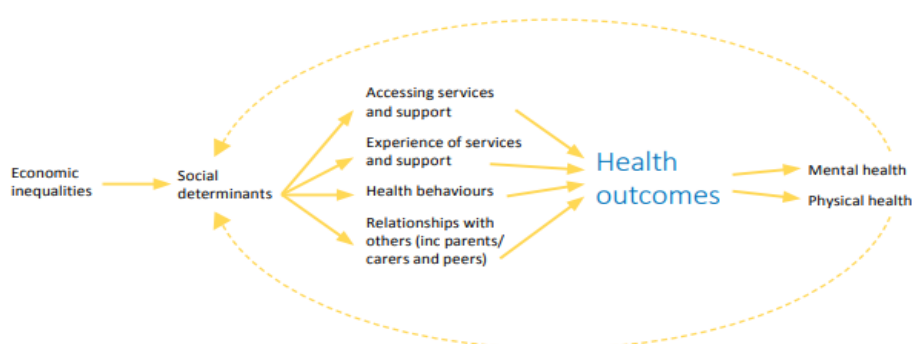 Economic
inequalities
Social
determinants
Accessing services
and support
Experience of services
and support
Health behaviours
Relationships with
others (inc parents/
carers and peers)
Health
outcomes
Mental health
Physical health